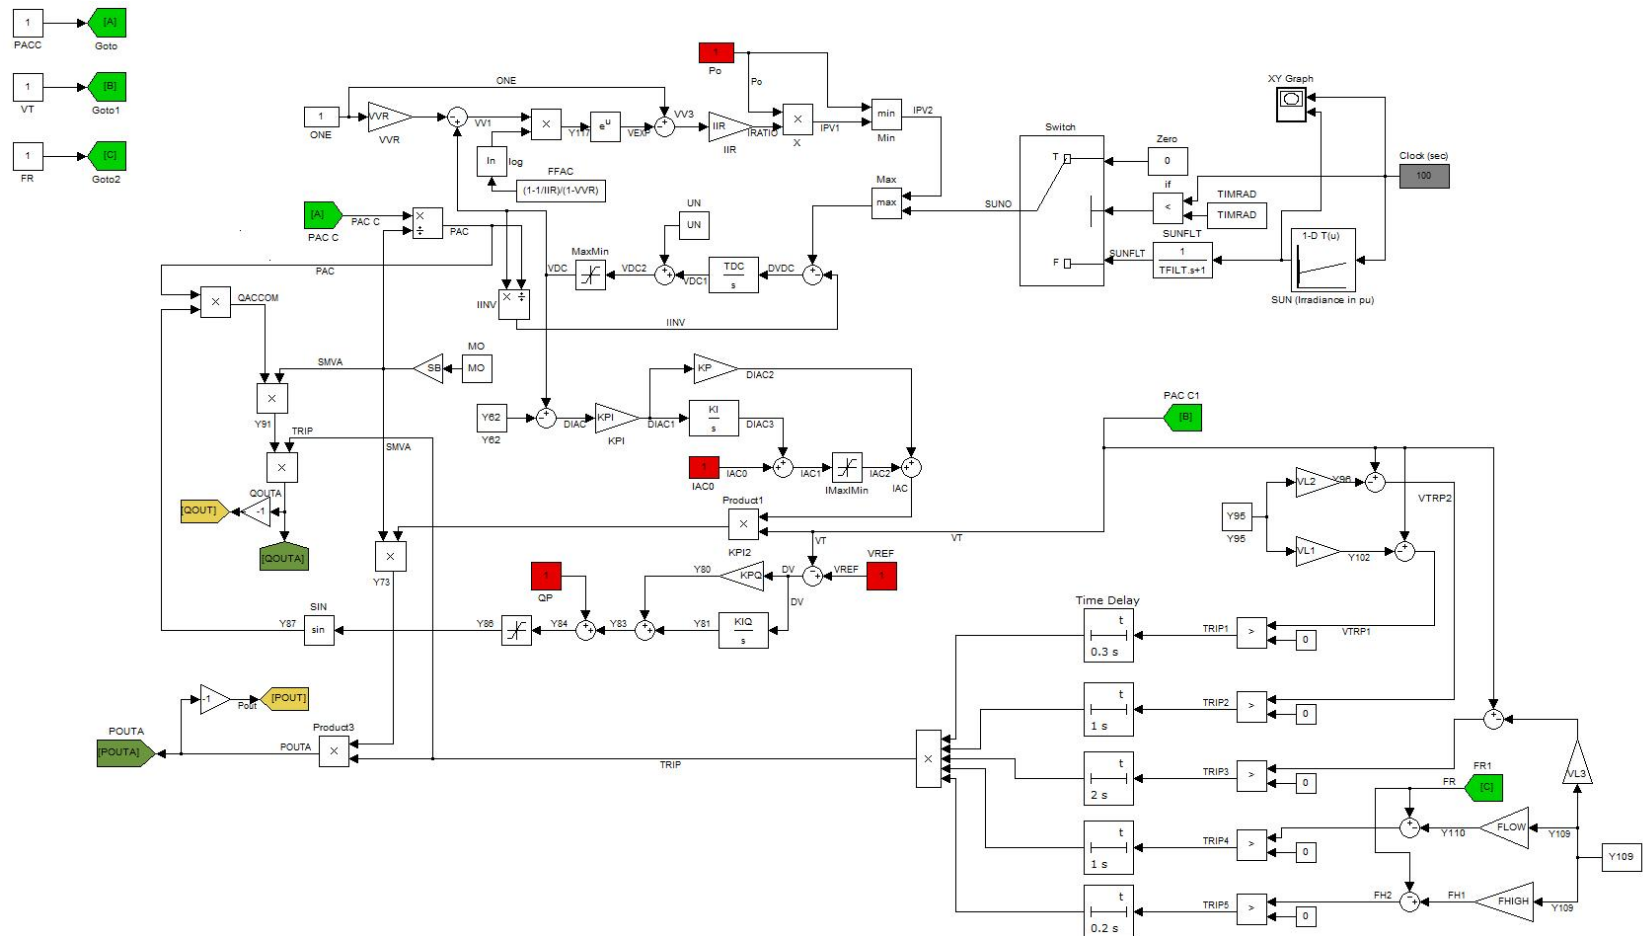 1
PACC
[A]
Goto
1
VT
[B]
Goto1
1
FR
[C]
Goto2
1
Po
Po
ONE
1
ONE
VVR
VVR
VV1
×
Y117
e^u
VEXP
VV3
IIR
IIR
IRATIO
×
X
IPV1
min
Min
IPV2
ln
log
FFAC
(1-1/IIR)/(1-VVR)
Max
max
SUNO
Switch
T
F
Zero
0
if
<
TIMRAD
TIMRAD
XY Graph
Clock (sec)
100
SUNFLT
SUNFLT
1
TFILT.s+1
1-D T(u)
SUN (Irradiance in pu)
[A]
PAC C
PAC C
×
÷
PAC
PAC
UN
UN
MaxMin
VDC
VDC2
VDC1
TDC
s
DVDC
IINV
× ÷
IINV
×
QACCOM
SMVA
SB
MO
MO
×
Y91
TRIP
×
SMVA
QOUTA
-1
[QOUT]
[QOUTA]
Y62
Y62
DIAC
KPI
KPI
DIAC1
KP
DIAC2
KI
s
DIAC3
1
IAC0
IAC0
IAC1
IMaxIMin
IAC2
IAC
Product1
×
KPI2
VT
VT
PAC C1
[B]
×
Y73
1
QP
Y80
KPQ
DV
DV
VREF
VREF
1
KIQ
s
Y81
Y83
Y84
Y86
SIN
sin
Y87
Y95
Y95
VL2
Y96
VL1
Y102
VTRP2
VTRP1
Time Delay
t
0.3 s
TRIP1
>
0
t
1 s
TRIP2
>
0
t
2 s
TRIP3
>
0
t
1 s
TRIP4
>
0
t
0.2 s
TRIP5
>
0
VL3
FR1
FR
[C]
Y110
FLOW
Y109
Y109
FH2
FH1
FHIGH
Y109
×
TRIP
-1
Pout
[POUT]
POUTA
[POUTA]
POUTA
Product3
×